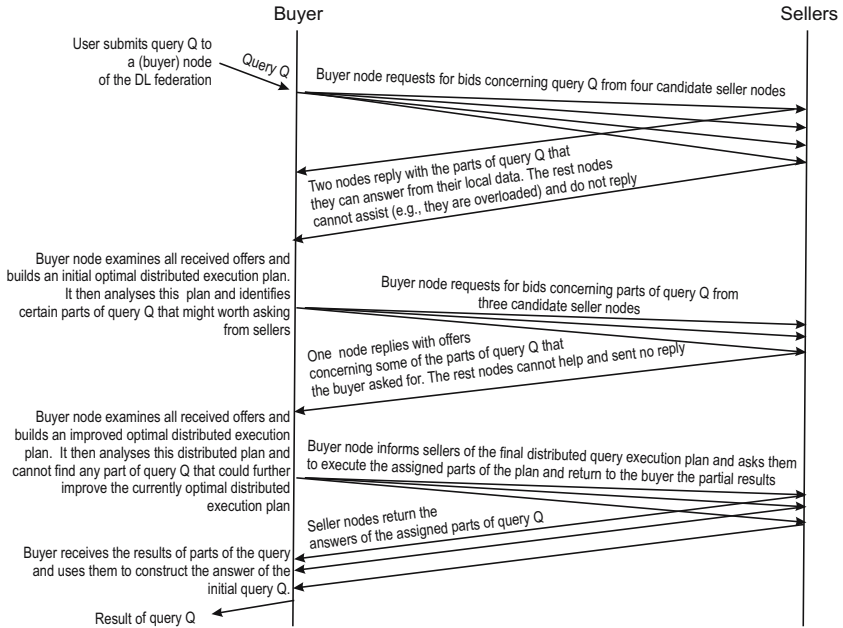 Buyer
Sellers
User submits query Q to
a (buyer) node
of the DL federation
Query Q
Buyer node requests for bids concerning query Q from four candidate seller nodes
Two nodes reply with the parts of query Q that
they can answer from their local data. The rest nodes
cannot assist (e.g., they are overloaded) and do not reply
Buyer node examines all received offers and
builds an initial optimal distributed execution plan.
It then analyses this plan and identifies
certain parts of query Q that might worth asking
from sellers
Buyer node requests for bids concerning parts of query Q from
three candidate seller nodes
One node replies with offers
concerning some of the parts of query Q that
the buyer asked for. The rest nodes cannot help and sent no reply
Buyer node examines all received offers and
builds an improved optimal distributed execution
plan. It then analyses this distributed plan and
cannot find any part of query Q that could further
improve the currently optimal distributed
execution plan
Buyer node informs sellers of the final distributed query execution plan and asks them
to execute the assigned parts of the plan and return to the buyer the partial results
Seller nodes return the
answers of the assigned parts of query Q
Buyer receives the results of parts of the query
and uses them to construct the answer of the
initial query Q.
Result of query Q